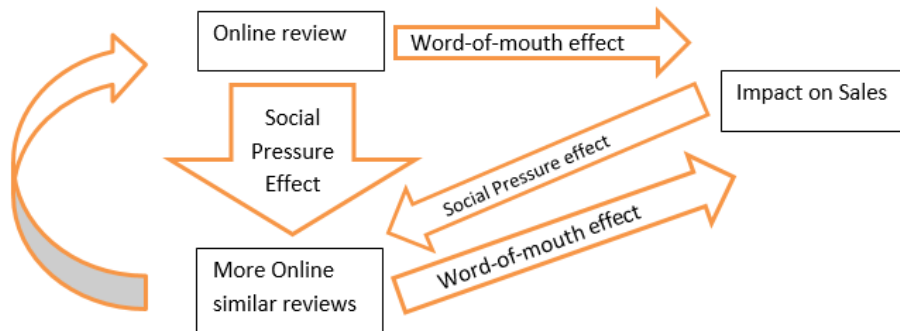 Online review
Word-of-mouth effect
Impact on Sales
Social
Pressure
Effect
Social Pressure effect
Word-of-mouth effect
More Online
similar reviews